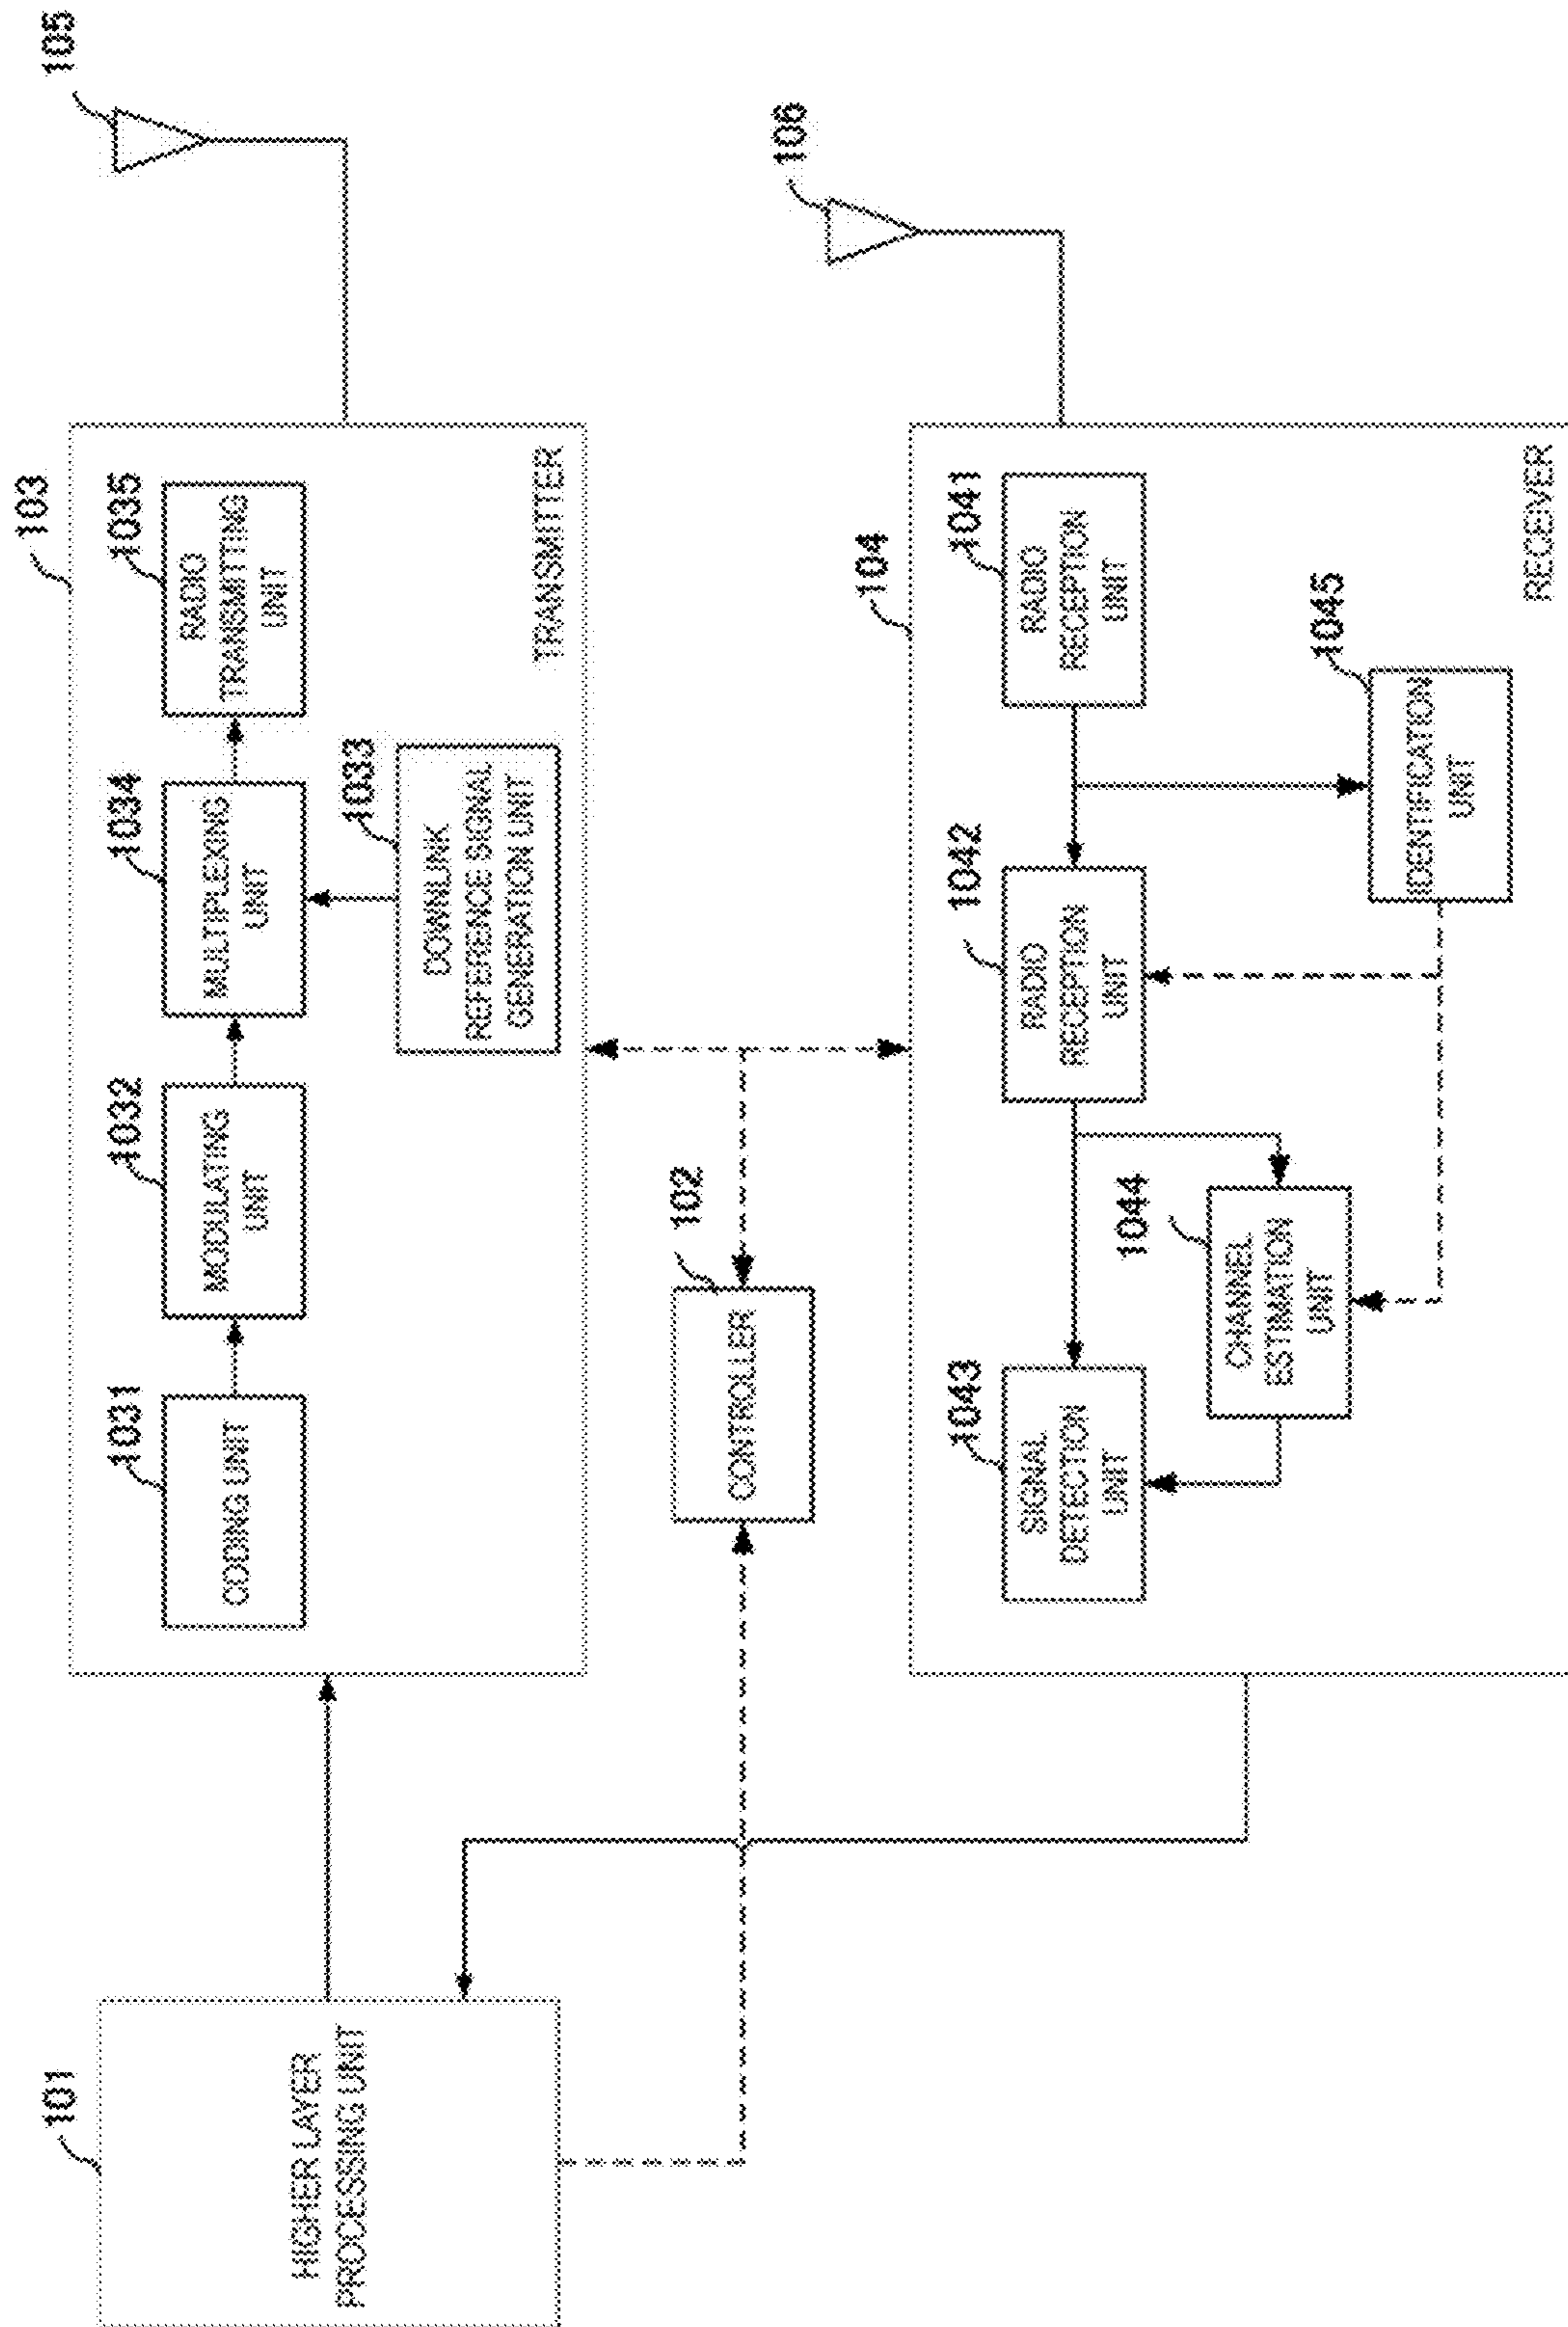 101
HIGHER LAYER
PROCESSING UNIT
103
1031
CODING UNIT
1032
MODULATING
UNIT
1034
MULTIPLEXING
UNIT
1035
RADIO
TRANSMITTING
UNIT
1033
DOWNLINK
REFERENCE SIGNAL
GENERATION UNIT
TRANSMITTER
105
102
CONTROLLER
106
104
1043
SIGNAL
DETECTION
UNIT
1042
RADIO
RECEPTION
UNIT
1041
RADIO
RECEPTION
UNIT
1044
CHANNEL
ESTIMATION
UNIT
1045
IDENTIFICATION
UNIT
RECEIVER